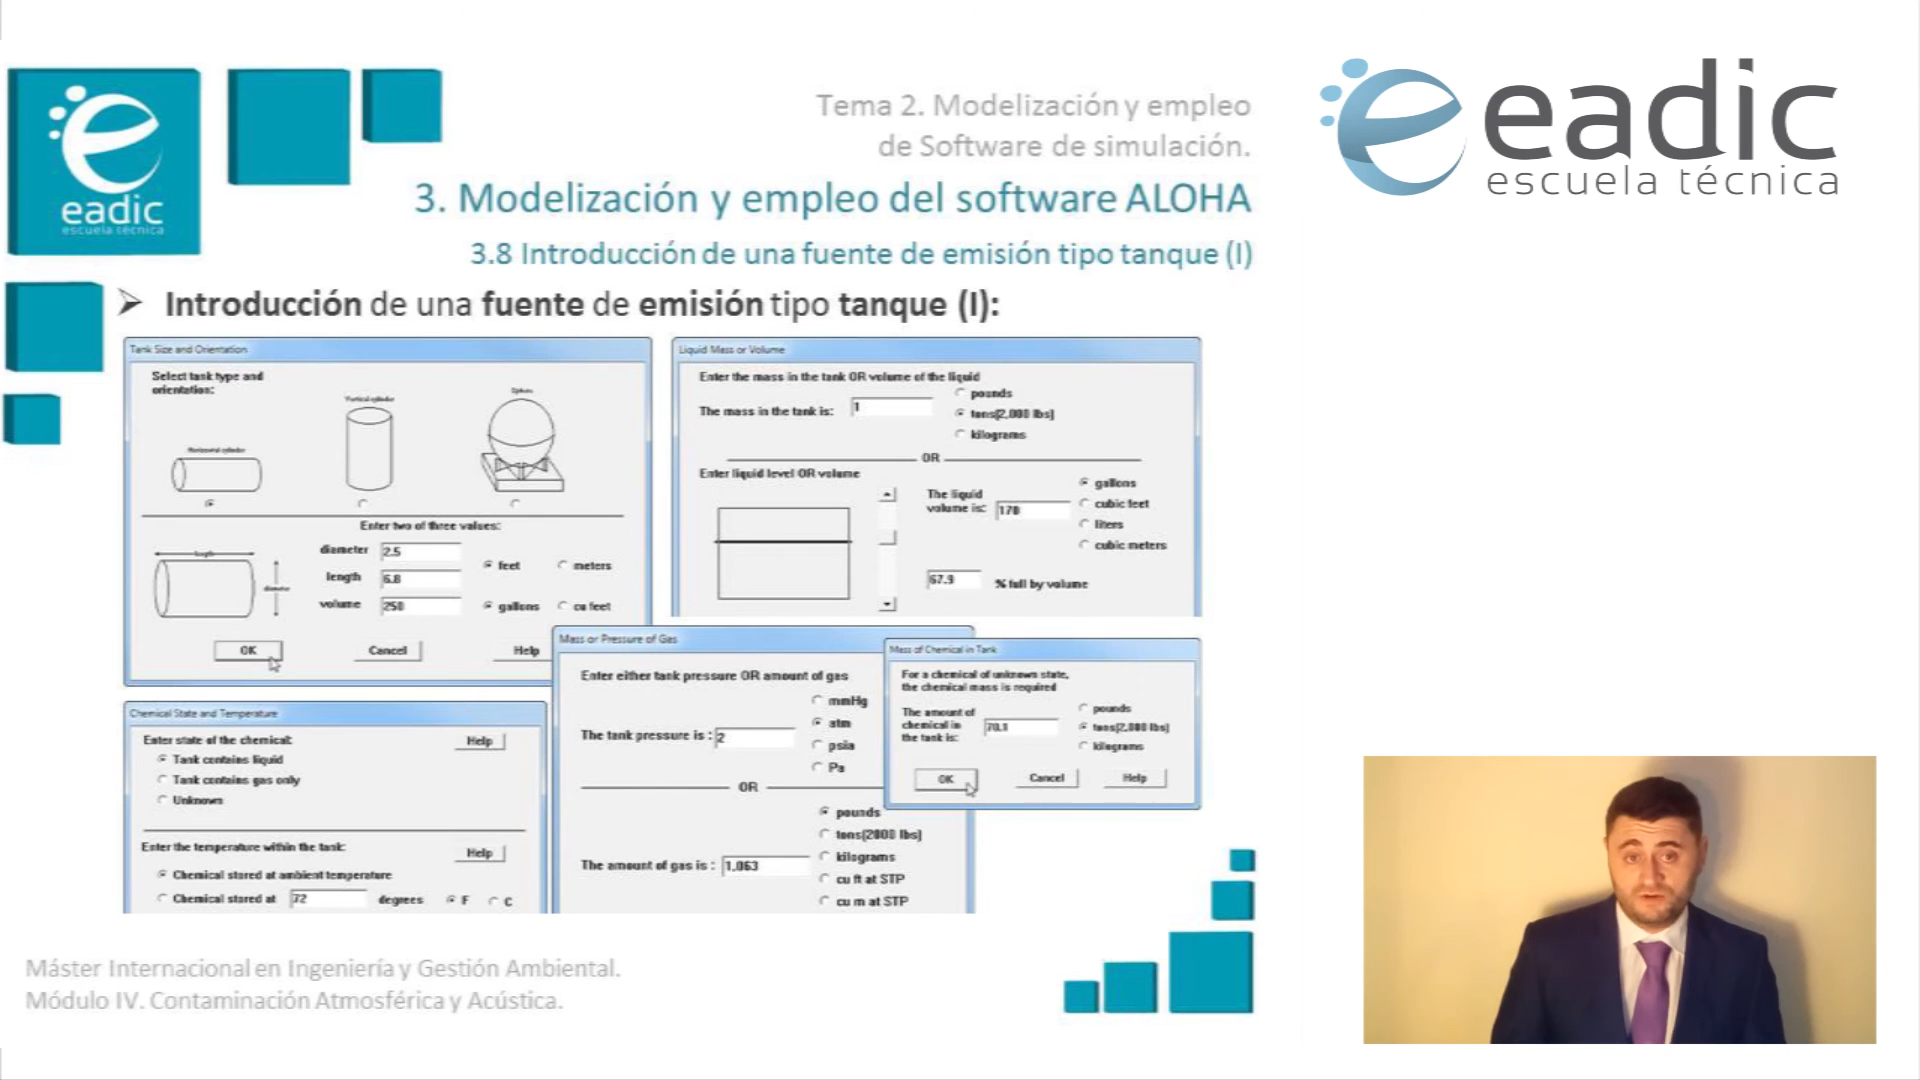 eadic
escuela técnica
Tema 2. Modelización y empleo
de Software de simulación.
3. Modelización y empleo del software ALOHA
3.8 Introducción de una fuente de emisión tipo tanque (I)
eadic
escuela técnica
➢ Introducción de una fuente de emisión tipo tanque (I):
Tank Size and Orientation
Select tank type and
orientation:
Horizontal cylinder
Vertical cylinder
Sphere
Enter two of three values:
length
diameter
diameter 2.5
length 6.8
volume 250
feet meters
gallons cu feet
OK Cancel Help
Liquid Mass or Volume
Enter the mass in the tank OR volume of the liquid
The mass in the tank is: 1
pounds
tons(2,000 lbs)
kilograms
OR
Enter liquid level OR volume
The liquid
volume is: 170
gallons
cubic feet
liters
cubic meters
67.9 % full by volume
Chemical State and Temperature
Enter state of the chemical:
Help
Tank contains liquid
Tank contains gas only
Unknown
Enter the temperature within the tank:
Help
Chemical stored at ambient temperature
Chemical stored at 72 degrees F C
Mass or Pressure of Gas
Enter either tank pressure OR amount of gas
The tank pressure is : 2
mmHg
atm
psia
Pa
OR
The amount of gas is : 1,063
pounds
tons(2000 lbs)
kilograms
cu ft at STP
cu m at STP
Mass of Chemical in Tank
For a chemical of unknown state,
the chemical mass is required
The amount of
chemical in
the tank is: 70.1
pounds
tons(2,000 lbs)
kilograms
OK Cancel Help
Máster Internacional en Ingeniería y Gestión Ambiental.
Módulo IV. Contaminación Atmosférica y Acústica.